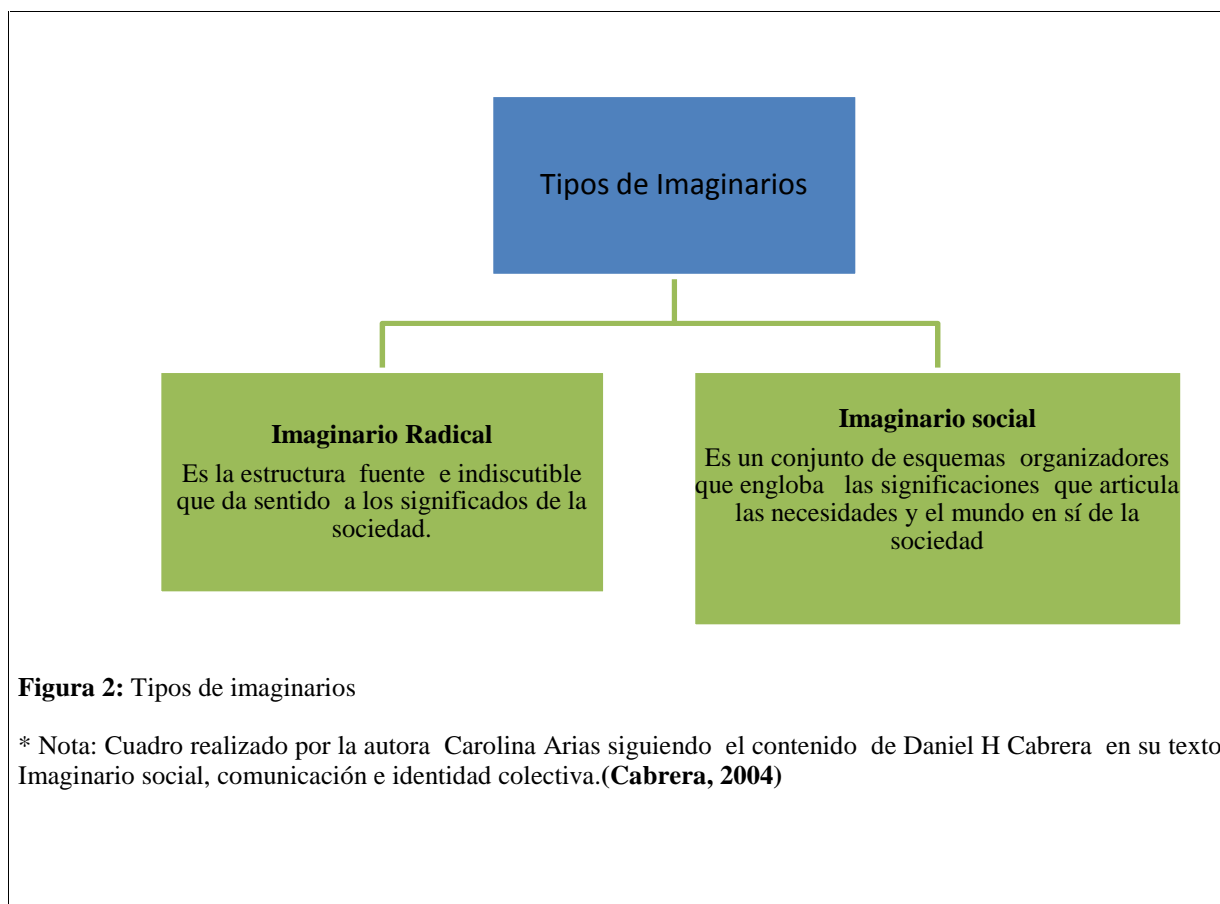 Tipos de Imaginarios
Imaginario Radical
Es la estructura fuente e indiscutible
que da sentido a los significados de la
sociedad.
Imaginario social
Es un conjunto de esquemas organizadores
que engloba las significaciones que articula
las necesidades y el mundo en sí de la
sociedad
Figura 2: Tipos de imaginarios
* Nota: Cuadro realizado por la autora Carolina Arias siguiendo el contenido de Daniel H Cabrera en su texto
Imaginario social, comunicación e identidad colectiva.(Cabrera, 2004)